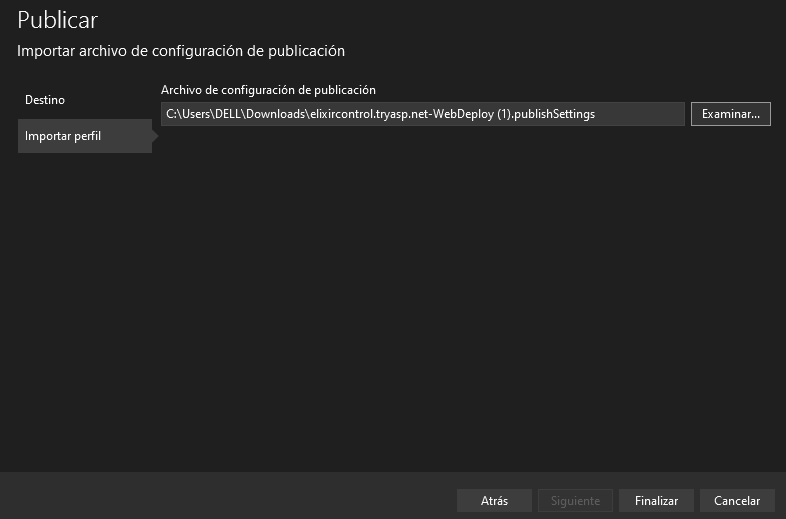 Publicar
Importar archivo de configuración de publicación
Archivo de configuración de publicación
Destino
C:\Users\DELL\Downloads\elixircontrol.tryasp.net-WebDeploy (1).publishSettings
Examinar...
Importar perfil
Atrás
Siguiente
Finalizar
Cancelar